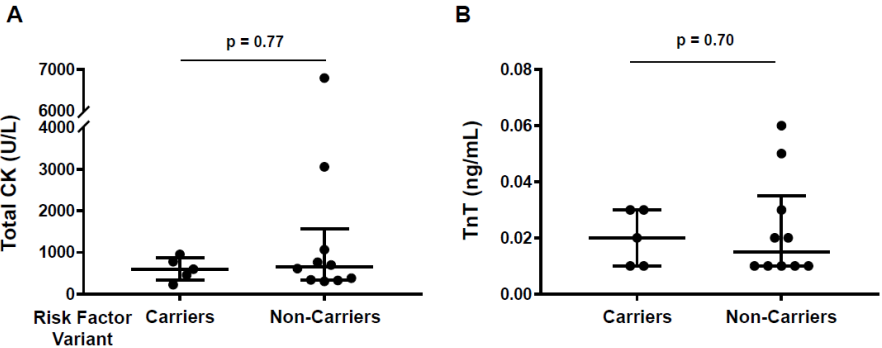 A
p = 0.77
Total CK (U/L)
7000
6000
4000
3000
2000
1000
0
Risk Factor
Variant
Carriers
Non-Carriers
B
p = 0.70
TnT (ng/mL)
0.08
0.06
0.04
0.02
0.00
Carriers
Non-Carriers